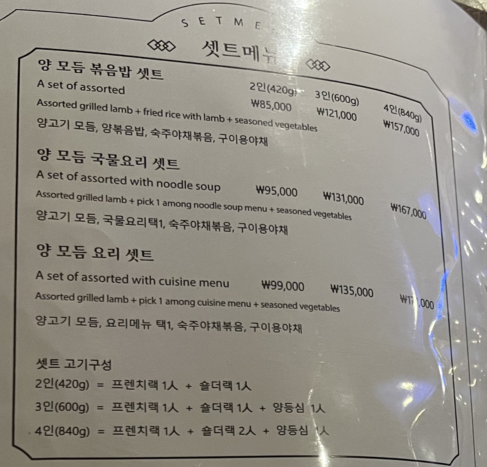 SET ME
셋트메뉴
양 모듬 볶음밥 셋트
A set of assorted
2인(420g) 3인(600g) 4인(840g)
₩85,000 ₩121,000 ₩157,000
Assorted grilled lamb + fried rice with lamb + seasoned vegetables
양고기 모듬, 양볶음밥, 숙주야채볶음, 구이용야채
양 모듬 국물요리 셋트
A set of assorted with noodle soup ₩95,000 ₩131,000 ₩167,000
Assorted grilled lamb + pick 1 among noodle soup menu + seasoned vegetables
양고기 모듬, 국물요리택1, 숙주야채볶음, 구이용야채
양 모듬 요리 셋트
A set of assorted with cuisine menu ₩99,000 ₩135,000
Assorted grilled lamb + pick 1 among cuisine menu + seasoned vegetables
양고기 모듬, 요리메뉴 택1, 숙주야채볶음, 구이용야채
셋트 고기구성
2인(420g) = 프렌치랙 1人 + 숄더랙 1人
3인(600g) = 프렌치랙 1人 + 숄더랙 1人 + 양등심 1人
4인(840g) = 프렌치랙 1人 + 숄더랙 2人 + 양등심